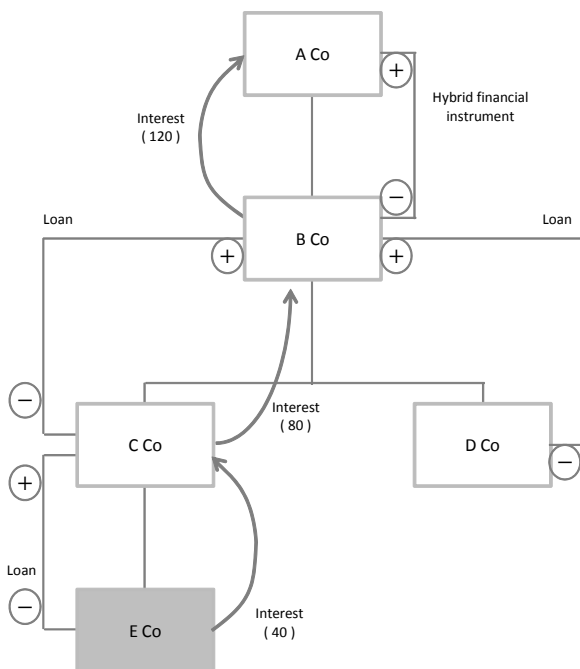 A Co
+
Hybrid financial
instrument
Interest
( 120 )
−
Loan
B Co
Loan
+
+
−
C Co
Interest
( 80 )
D Co
−
+
Loan
−
E Co
Interest
( 40 )